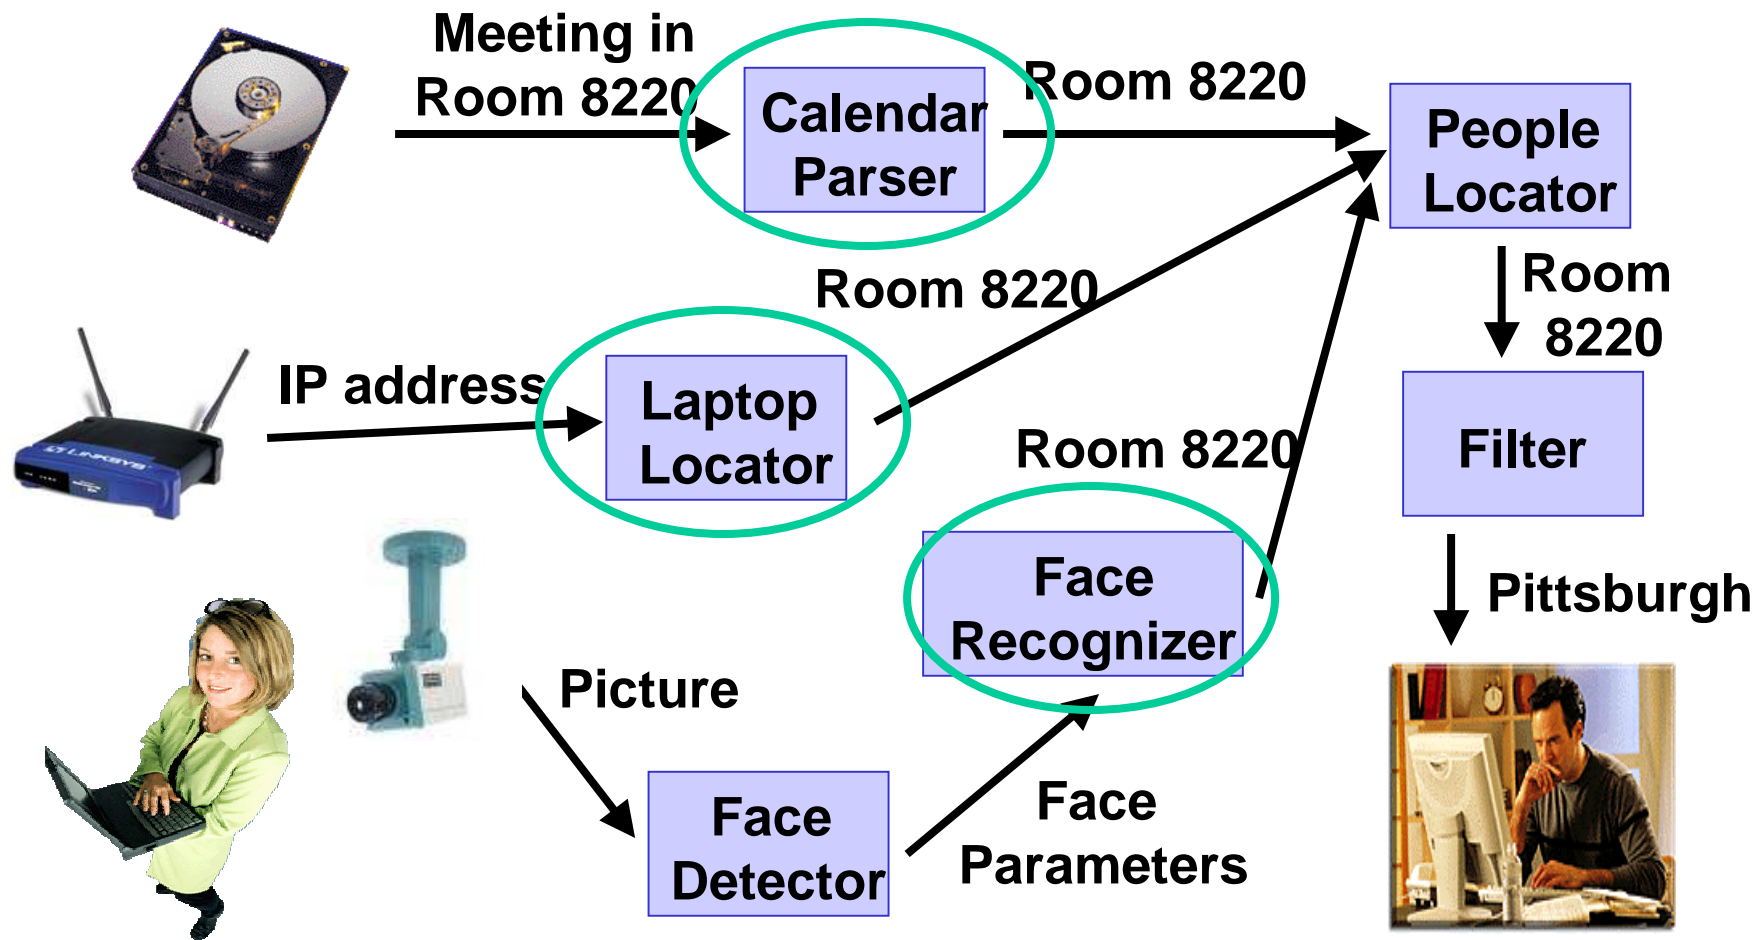 Meeting in
Room 8220
Calendar
Parser
Room 8220
People
Locator
Room 8220
Room
8220
IP address
Laptop
Locator
LINKSYS
Room 8220
Filter
Face
Recognizer
Pittsburgh
Picture
Face
Detector
Face
Parameters